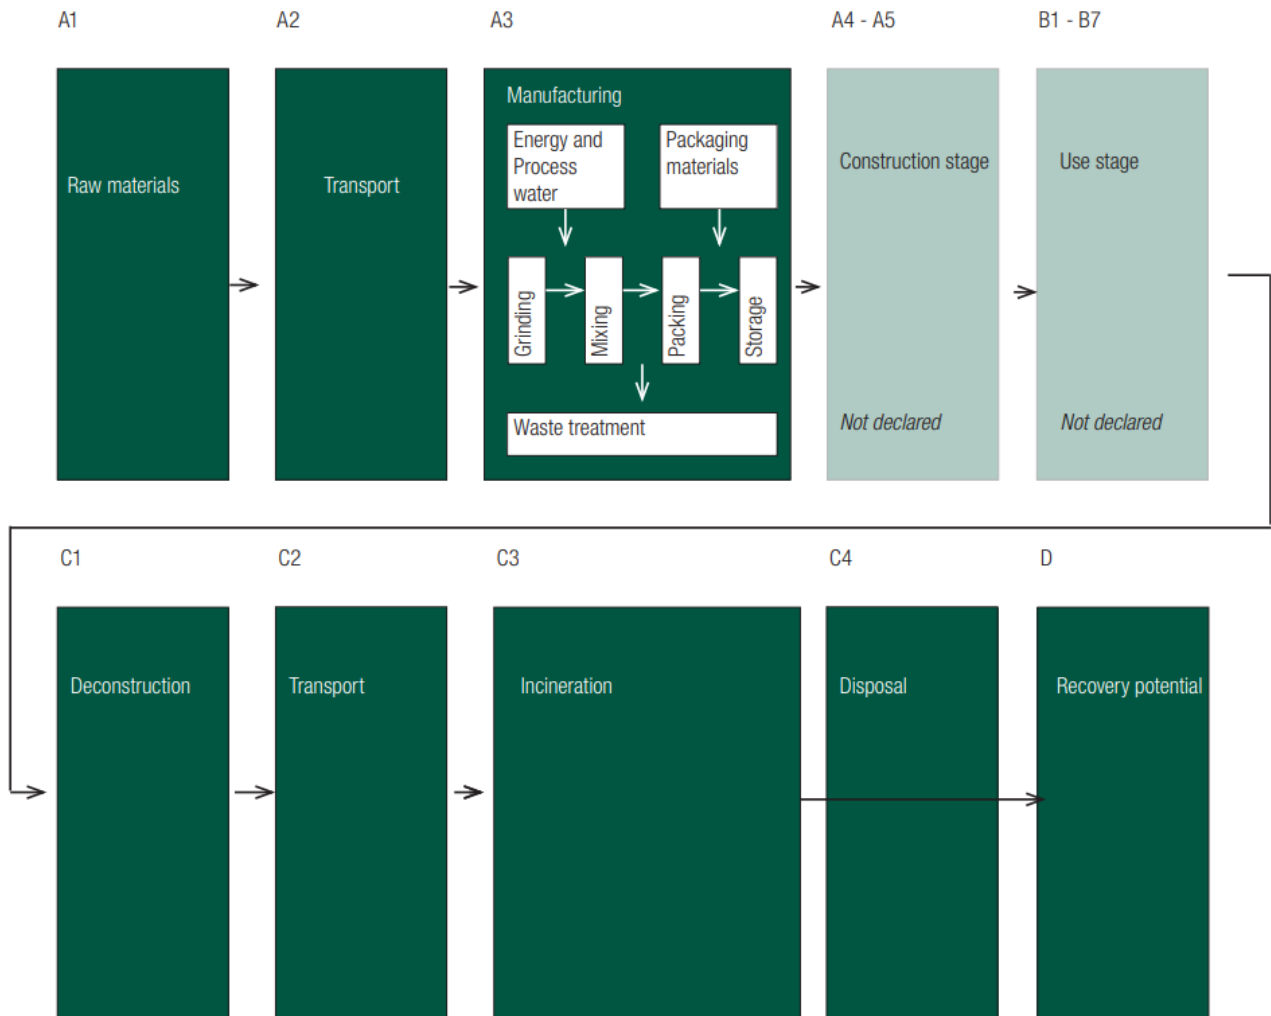 A1
A2
A3
A4 - A5
B1 - B7
Raw materials
Transport
Manufacturing
Energy and
Process
water
Packaging
materials
Grinding
Mixing
Packing
Storage
Waste treatment
Construction stage
Not declared
Use stage
Not declared
C1
C2
C3
C4
D
Deconstruction
Transport
Incineration
Disposal
Recovery potential